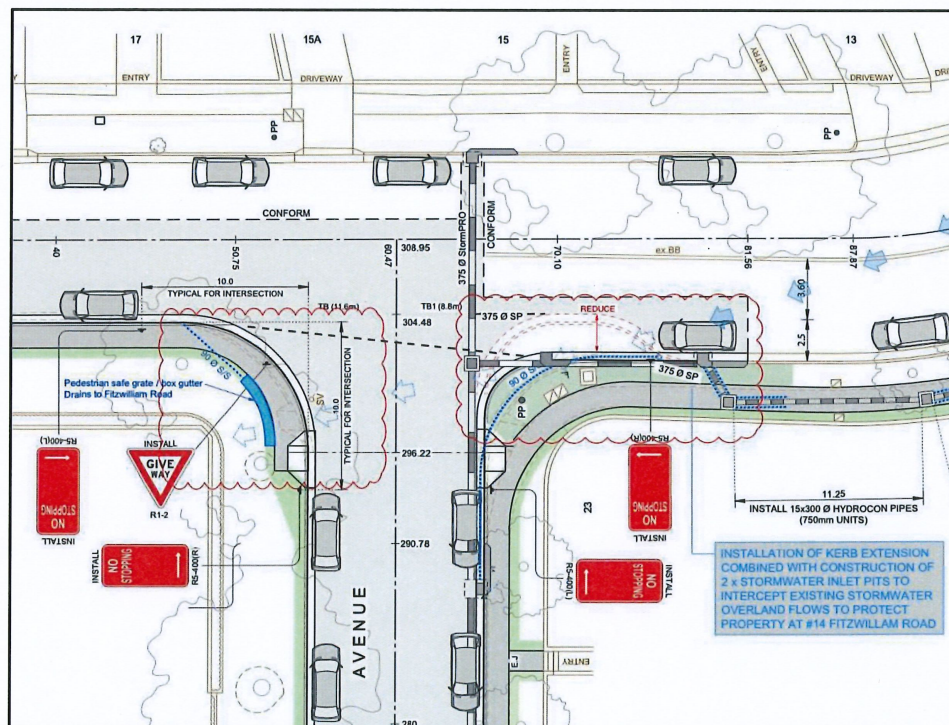 17
15A
15
13
ENTRY
DRIVEWAY
ENTRY
ENTRY
DRIVEWAY
PP
PP
CONFORM
375 Ø StormPRO
CONFORM
ex.BB
40
50.75
60.47
308.95
70.10
81.56
87.87
10.0
TYPICAL FOR INTERSECTION
TB (11.6m)
TB1 (8.8m)
304.48
375 Ø SP
REDUCE
3.60
2.5
90 Ø S/S
SV
10.0
TYPICAL FOR INTERSECTION
90 Ø S/S
375 Ø SP
Pedestrian safe grate / box gutter -
Drains to Fitzwilliam Road
PP
R5-400(L)
INSTALL
GIVE
WAY
R1-2
NO
STOPPING
INSTALL
296.22
R5-400(R)
NO
STOPPING
INSTALL
11.25
INSTALL 15x300 Ø HYDROCON PIPES
(750mm UNITS)
INSTALL
NO
STOPPING
R5-400(R)
290.78
23
R5-400(L)
NO
STOPPING
INSTALL
INSTALLATION OF KERB EXTENSION
COMBINED WITH CONSTRUCTION OF
2 x STORMWATER INLET PITS TO
INTERCEPT EXISTING STORMWATER
OVERLAND FLOWS TO PROTECT
PROPERTY AT #14 FITZWILLAM ROAD
AVENUE
ENTRY
280